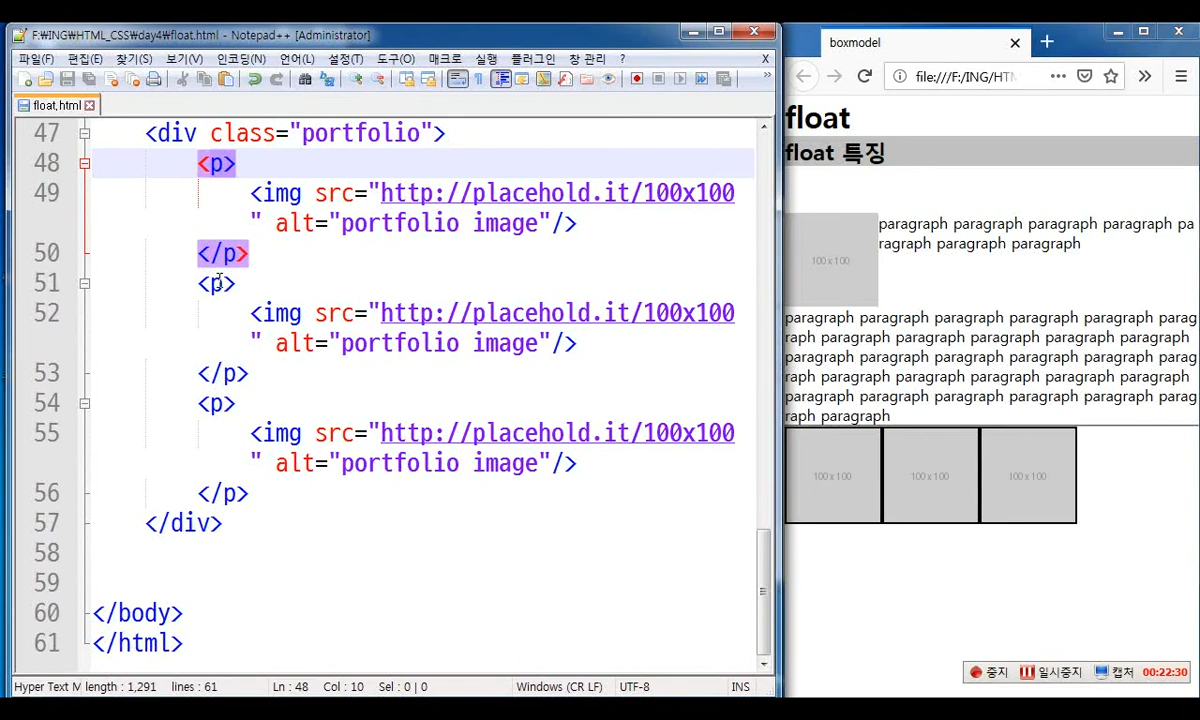 F:₩ING₩HTML_CSS₩day4₩float.html - Notepad++ [Administrator]
파일(F) 편집(E) 찾기(S) 보기(V) 인코딩(N) 언어(L) 설정(T) 도구(O) 매크로 실행 플러그인 창 관리 ? X
float.html
47 <div class="portfolio">
48 <p>
49 <img src="http://placehold.it/100x100
" alt="portfolio image"/>
50 </p>
51 <p>
52 <img src="http://placehold.it/100x100
" alt="portfolio image"/>
53 </p>
54 <p>
55 <img src="http://placehold.it/100x100
" alt="portfolio image"/>
56 </p>
57 </div>
58
59
60 </body>
61 </html>
Hyper Text M length : 1,291 lines : 61 Ln : 48 Col : 10 Sel : 0 | 0 Windows (CR LF) UTF-8 INS
boxmodel
file:///F:/ING/HTM
float
float 특징
100 x 100
paragraph paragraph paragraph paragraph pa
ragraph paragraph paragraph
paragraph paragraph paragraph paragraph paragraph parag
raph paragraph paragraph paragraph paragraph paragraph
paragraph paragraph paragraph paragraph paragraph parag
raph paragraph paragraph paragraph paragraph paragraph
paragraph paragraph paragraph paragraph paragraph parag
raph paragraph
100 x 100 100 x 100 100 x 100
중지 일시중지 캡처 00:22:30